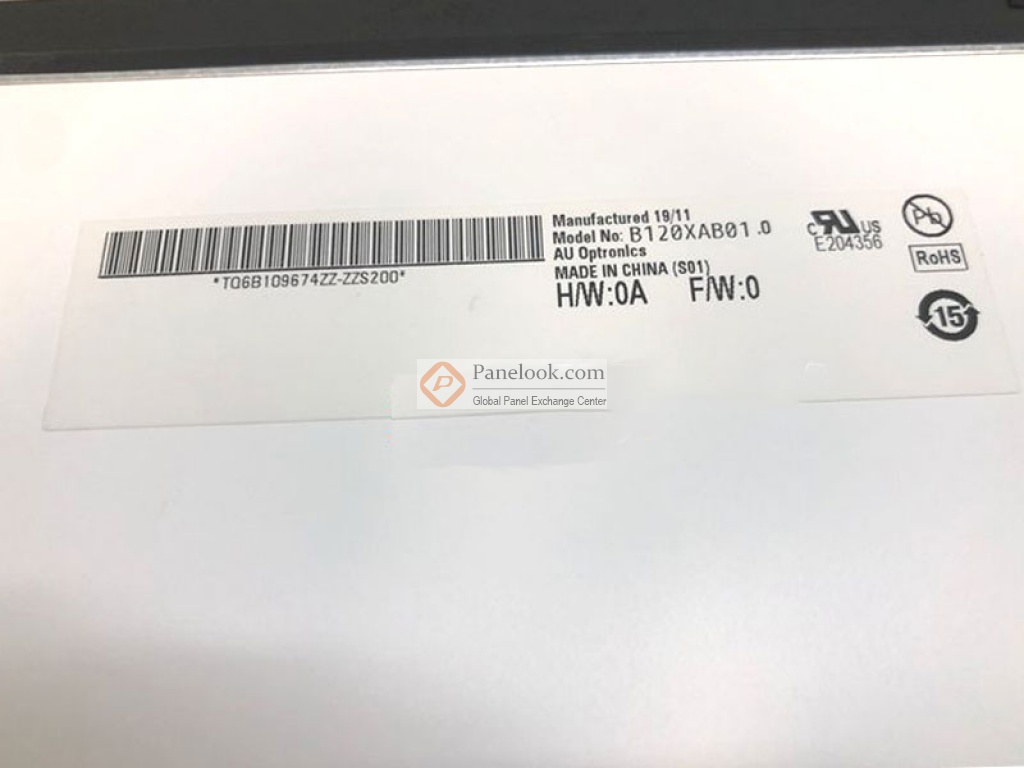 Manufactured 19/11
Model No: B120XAB01 .0
AU Optronics
MADE IN CHINA (S01)
H/W:0A F/W:0
*TQ6B109674ZZ-ZZS200*
c RU US
E204356
Pb
RoHS
15
Panelook.com
Global Panel Exchange Center